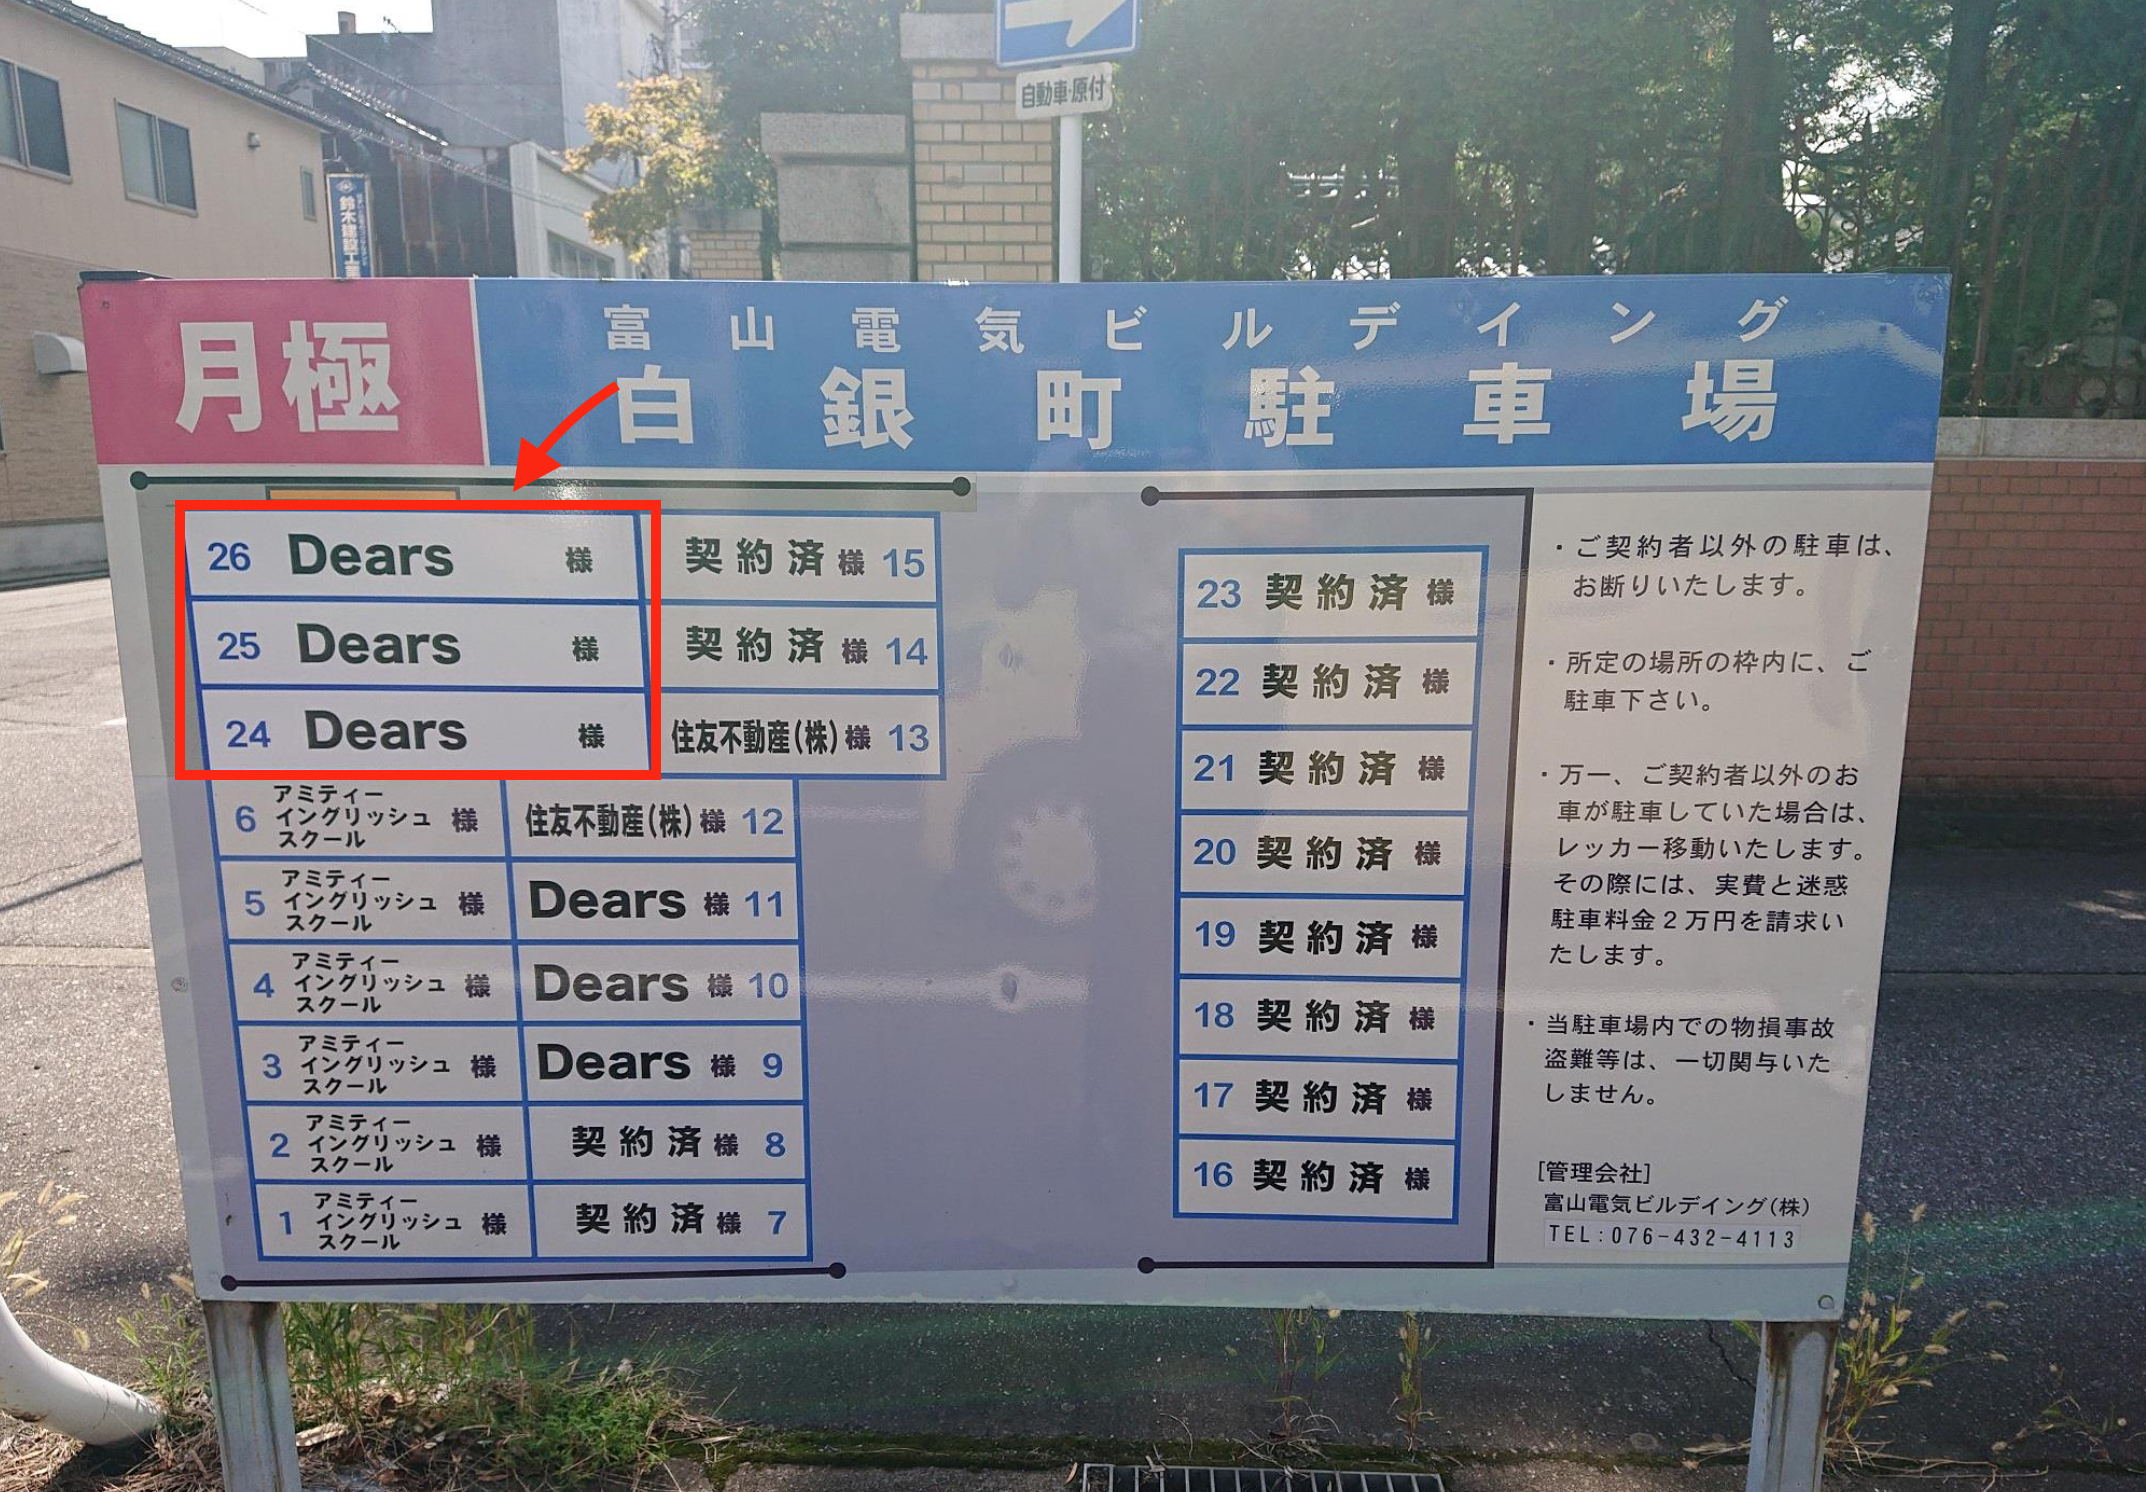 自動車・原付
鈴木建設工業
月極
富山電気ビルデイング
白銀町駐車場
26 Dears 様
契約済様 15
25 Dears 様
契約済様 14
24 Dears 様
住友不動産(株)様 13
6 アミティー
イングリッシュ 様
スクール
住友不動産(株)様 12
5 アミティー
イングリッシュ 様
スクール
Dears 様 11
4 アミティー
イングリッシュ 様
スクール
Dears 様 10
3 アミティー
イングリッシュ 様
スクール
Dears 様 9
2 アミティー
イングリッシュ 様
スクール
契約済様 8
1 アミティー
イングリッシュ 様
スクール
契約済様 7
23 契約済様
22 契約済様
21 契約済様
20 契約済様
19 契約済様
18 契約済様
17 契約済様
16 契約済様
・ご契約者以外の駐車は、
お断りいたします。
・所定の場所の枠内に、ご
駐車下さい。
・万一、ご契約者以外のお
車が駐車していた場合は、
レッカー移動いたします。
その際には、実費と迷惑
駐車料金2万円を請求い
たします。
・当駐車場内での物損事故
盗難等は、一切関与いた
しません。
[管理会社]
富山電気ビルデイング(株)
TEL:076-432-4113